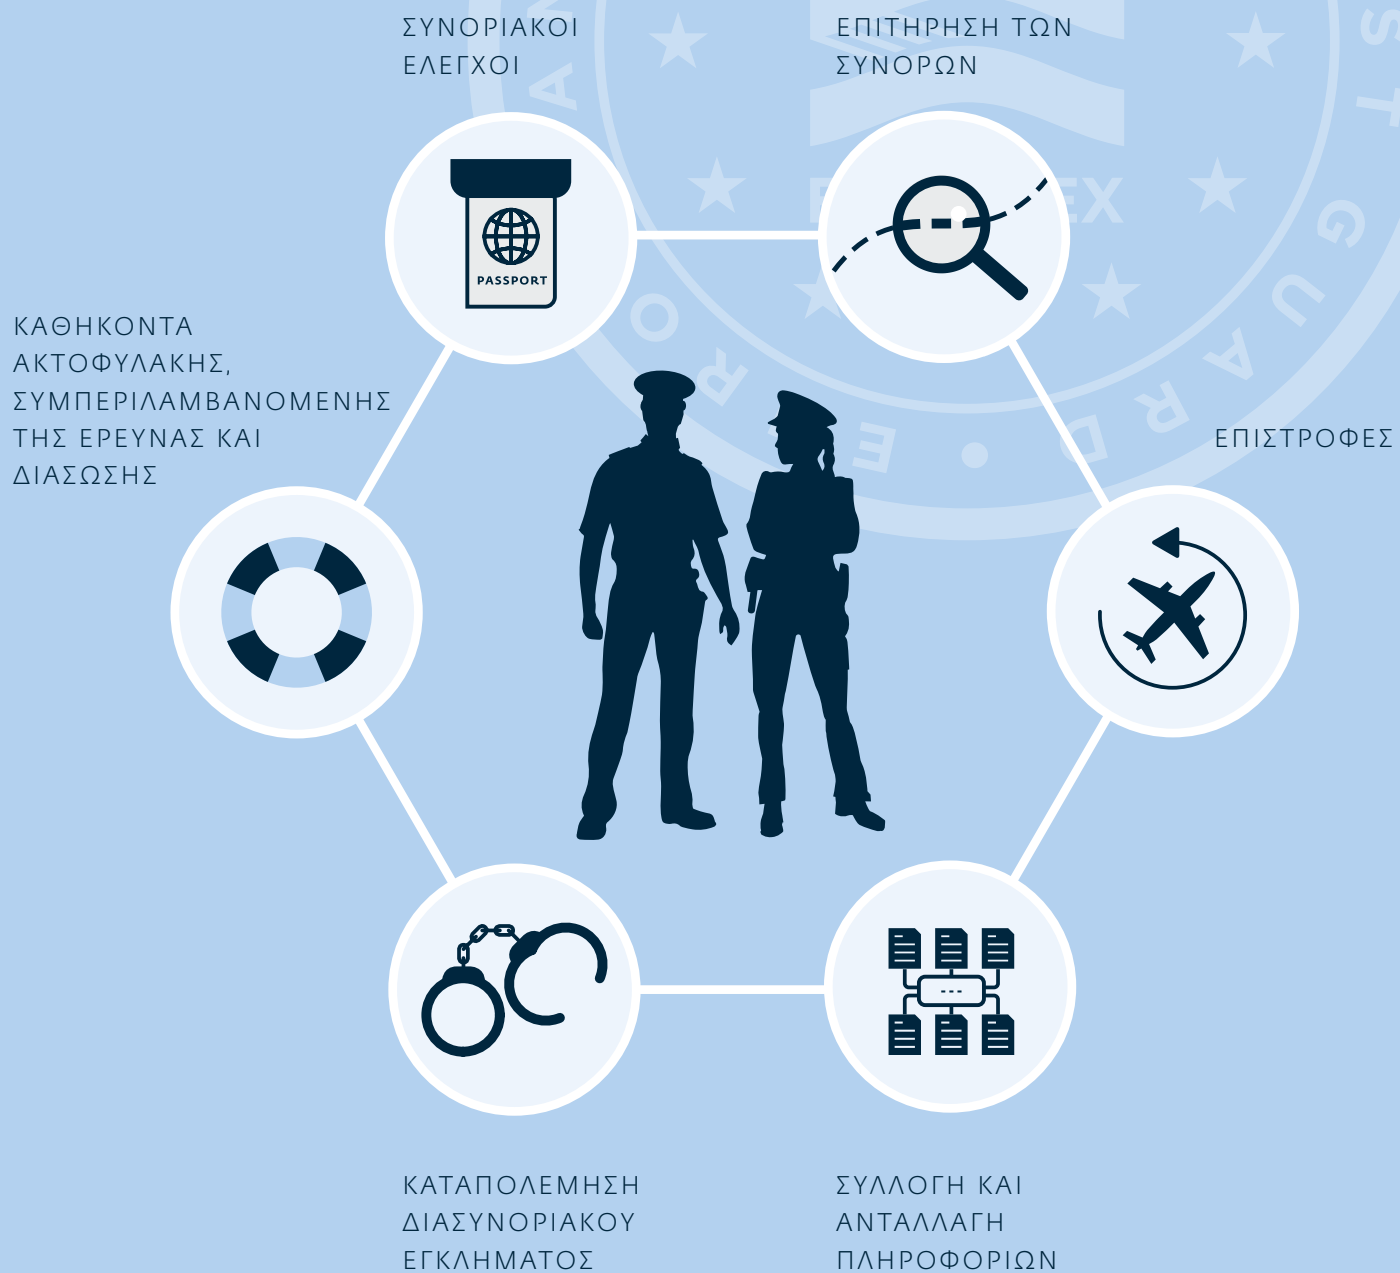 ΣΥΝΟΡΙΑΚΟΙ
ΕΛΕΓΧΟΙ
ΕΠΙΤΗΡΗΣΗ ΤΩΝ
ΣΥΝΟΡΩΝ
PASSPORT
ΚΑΘΗΚΟΝΤΑ
ΑΚΤΟΦΥΛΑΚΗΣ,
ΣΥΜΠΕΡΙΛΑΜΒΑΝΟΜΕΝΗΣ
ΤΗΣ ΕΡΕΥΝΑΣ ΚΑΙ
ΔΙΑΣΩΣΗΣ
ΕΠΙΣΤΡΟΦΕΣ
ΚΑΤΑΠΟΛΕΜΗΣΗ
ΔΙΑΣΥΝΟΡΙΑΚΟΥ
ΕΓΚΛΗΜΑΤΟΣ
ΣΥΛΛΟΓΗ ΚΑΙ
ΑΝΤΑΛΛΑΓΗ
ΠΛΗΡΟΦΟΡΙΩΝ
GUARD